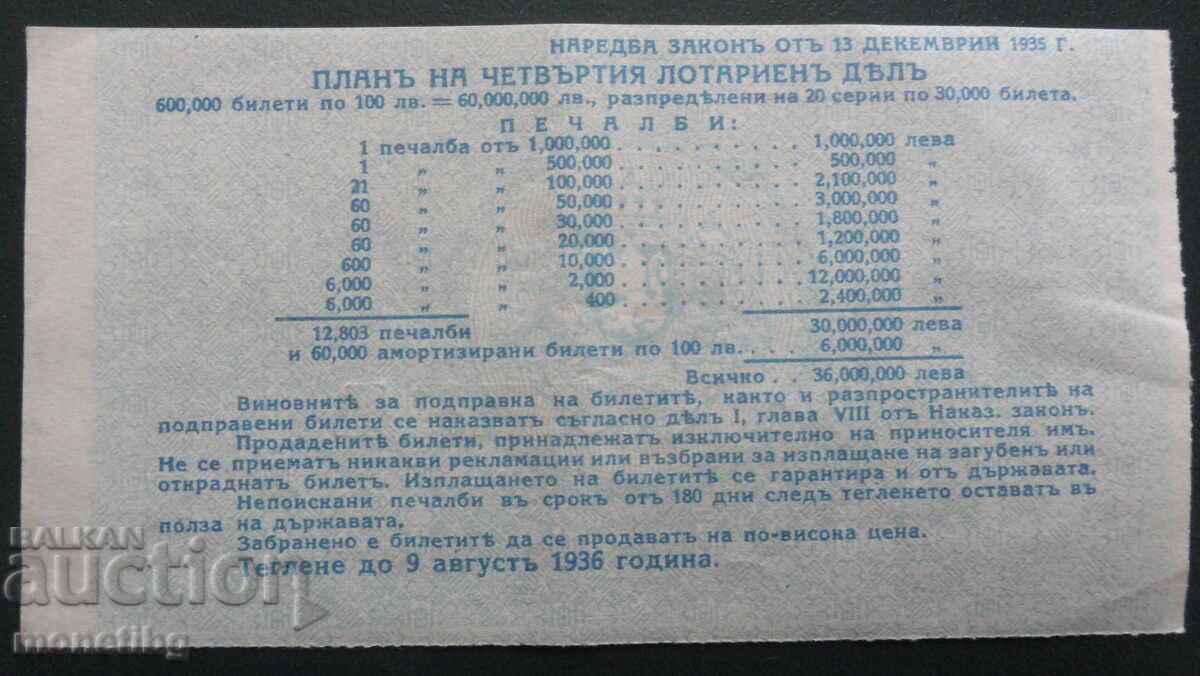 НАРЕДБА ЗАКОНЪ ОТЪ 13 ДЕКЕМВРИИ 1935 Г.
ПЛАНЪ НА ЧЕТВЪРТИЯ ЛОТАРИЕНЪ ДѢЛЪ
600,000 билети по 100 лв. = 60,000,000 лв., разпредѣлени на 20 серии по 30,000 билета.
ПЕЧАЛБИ:
1 печалба отъ 1,000,000 . . . . . . . . . . 1,000,000 лева
1 „ „ 500,000 . . . . . . . . . . 500,000 „
21 „ „ 100,000 . . . . . . . . . . 2,100,000 „
60 „ „ 50,000 . . . . . . . . . . 3,000,000 „
60 „ „ 30,000 . . . . . . . . . . 1,800,000 „
60 „ „ 20,000 . . . . . . . . . . 1,200,000 „
600 „ „ 10,000 . . . . . . . . . . 6,000,000 „
6,000 „ „ 2,000 . . . . . . . . . . 12,000,000 „
6,000 „ „ 400 . . . . . . . . . . 2,400,000 „
12,803 печалби 30,000,000 лева
и 60,000 амортизирани билети по 100 лв. . . . 6,000,000 „
Всичко . . 36,000,000 лева
Виновнитѣ за подправка на билетитѣ, както и разпространителитѣ на
подправени билети се наказватъ съгласно дѣлъ I, глава VIII отъ Наказ. законъ.
Продаденитѣ билети, принадлежатъ изключително на приносителя имъ.
Не се приематъ никакви рекламации или възбрани за изплащане на загубенъ или
откраднатъ билетъ. Изплащането на билетитѣ се гарантира и отъ държавата.
Непоискани печалби въ срокъ отъ 180 дни следъ тегленето оставатъ въ
полза на държавата.
Забранено е билетитѣ да се продаватъ на по-висока цена.
Теглене до 9 августъ 1936 година.
BALKAN
auction
monetibg